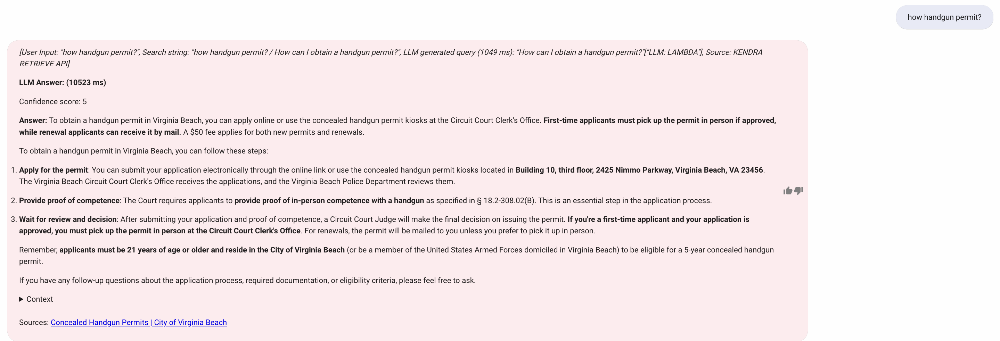 how handgun permit?
[User Input: "how handgun permit?", Search string: "how handgun permit? / How can I obtain a handgun permit?", LLM generated query (1049 ms): "How can I obtain a handgun permit?"["LLM: LAMBDA"], Source: KENDRA
RETRIEVE API]
LLM Answer: (10523 ms)
Confidence score: 5
Answer: To obtain a handgun permit in Virginia Beach, you can apply online or use the concealed handgun permit kiosks at the Circuit Court Clerk's Office. First-time applicants must pick up the permit in person if approved,
while renewal applicants can receive it by mail. A $50 fee applies for both new permits and renewals.
To obtain a handgun permit in Virginia Beach, you can follow these steps:
1. Apply for the permit: You can submit your application electronically through the online link or use the concealed handgun permit kiosks located in Building 10, third floor, 2425 Nimmo Parkway, Virginia Beach, VA 23456.
The Virginia Beach Circuit Court Clerk's Office receives the applications, and the Virginia Beach Police Department reviews them.
2. Provide proof of competence: The Court requires applicants to provide proof of in-person competence with a handgun as specified in § 18.2-308.02(B). This is an essential step in the application process.
3. Wait for review and decision: After submitting your application and proof of competence, a Circuit Court Judge will make the final decision on issuing the permit. If you're a first-time applicant and your application is
approved, you must pick up the permit in person at the Circuit Court Clerk's Office. For renewals, the permit will be mailed to you unless you prefer to pick it up in person.
Remember, applicants must be 21 years of age or older and reside in the City of Virginia Beach (or be a member of the United States Armed Forces domiciled in Virginia Beach) to be eligible for a 5-year concealed handgun
permit.
If you have any follow-up questions about the application process, required documentation, or eligibility criteria, please feel free to ask.
Context
Sources: Concealed Handgun Permits | City of Virginia Beach